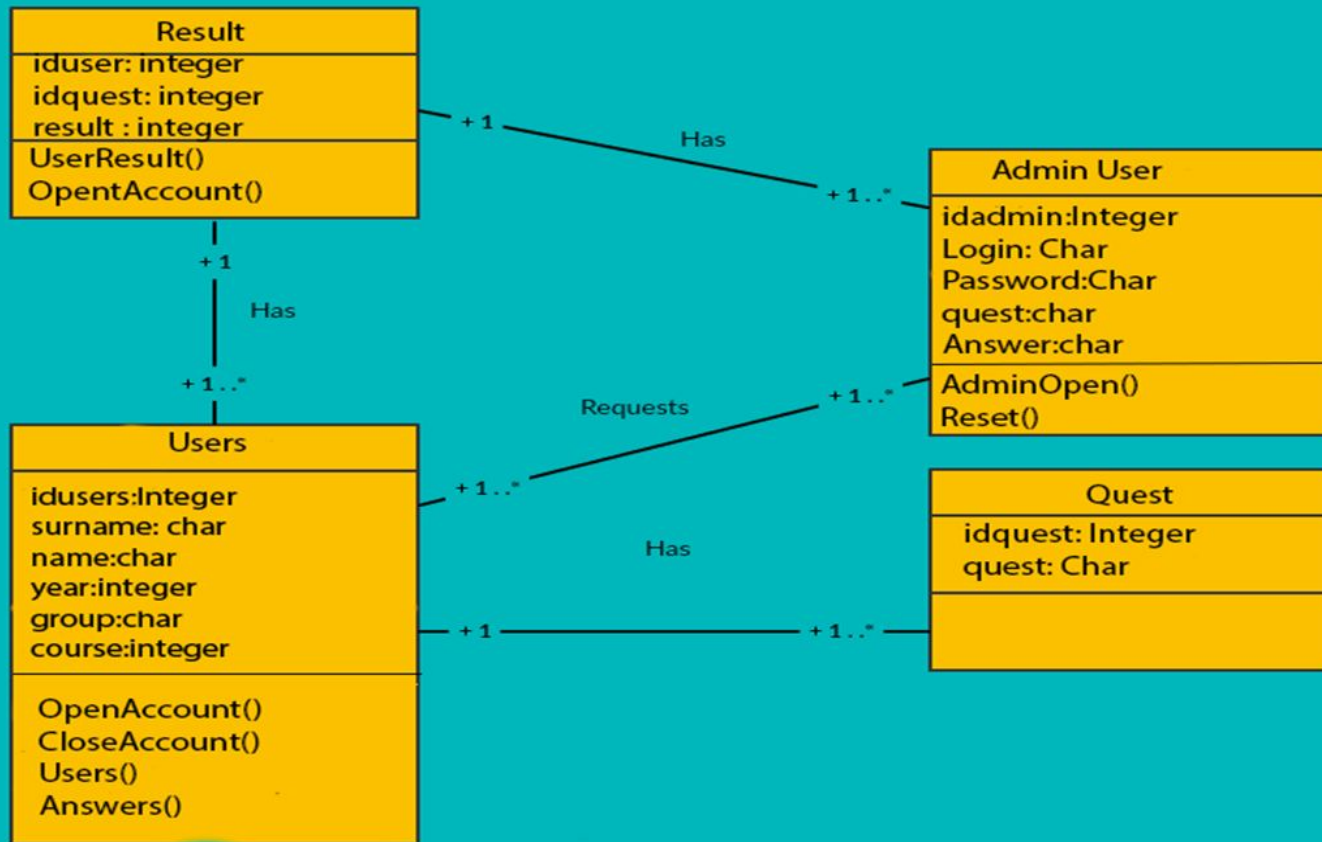 Result
iduser: integer
idquest: integer
result : integer
UserResult()
OpentAccount()
+ 1
Has
+ 1..*
Admin User
idadmin:Integer
Login: Char
Password:Char
quest:char
Answer:char
AdminOpen()
Reset()
+ 1
Has
+ 1..*
Requests
+ 1..*
+ 1..*
Users
idusers:Integer
surname: char
name:char
year:integer
group:char
course:integer
OpenAccount()
CloseAccount()
Users()
Answers()
Has
+ 1
+ 1..*
Quest
idquest: Integer
quest: Char